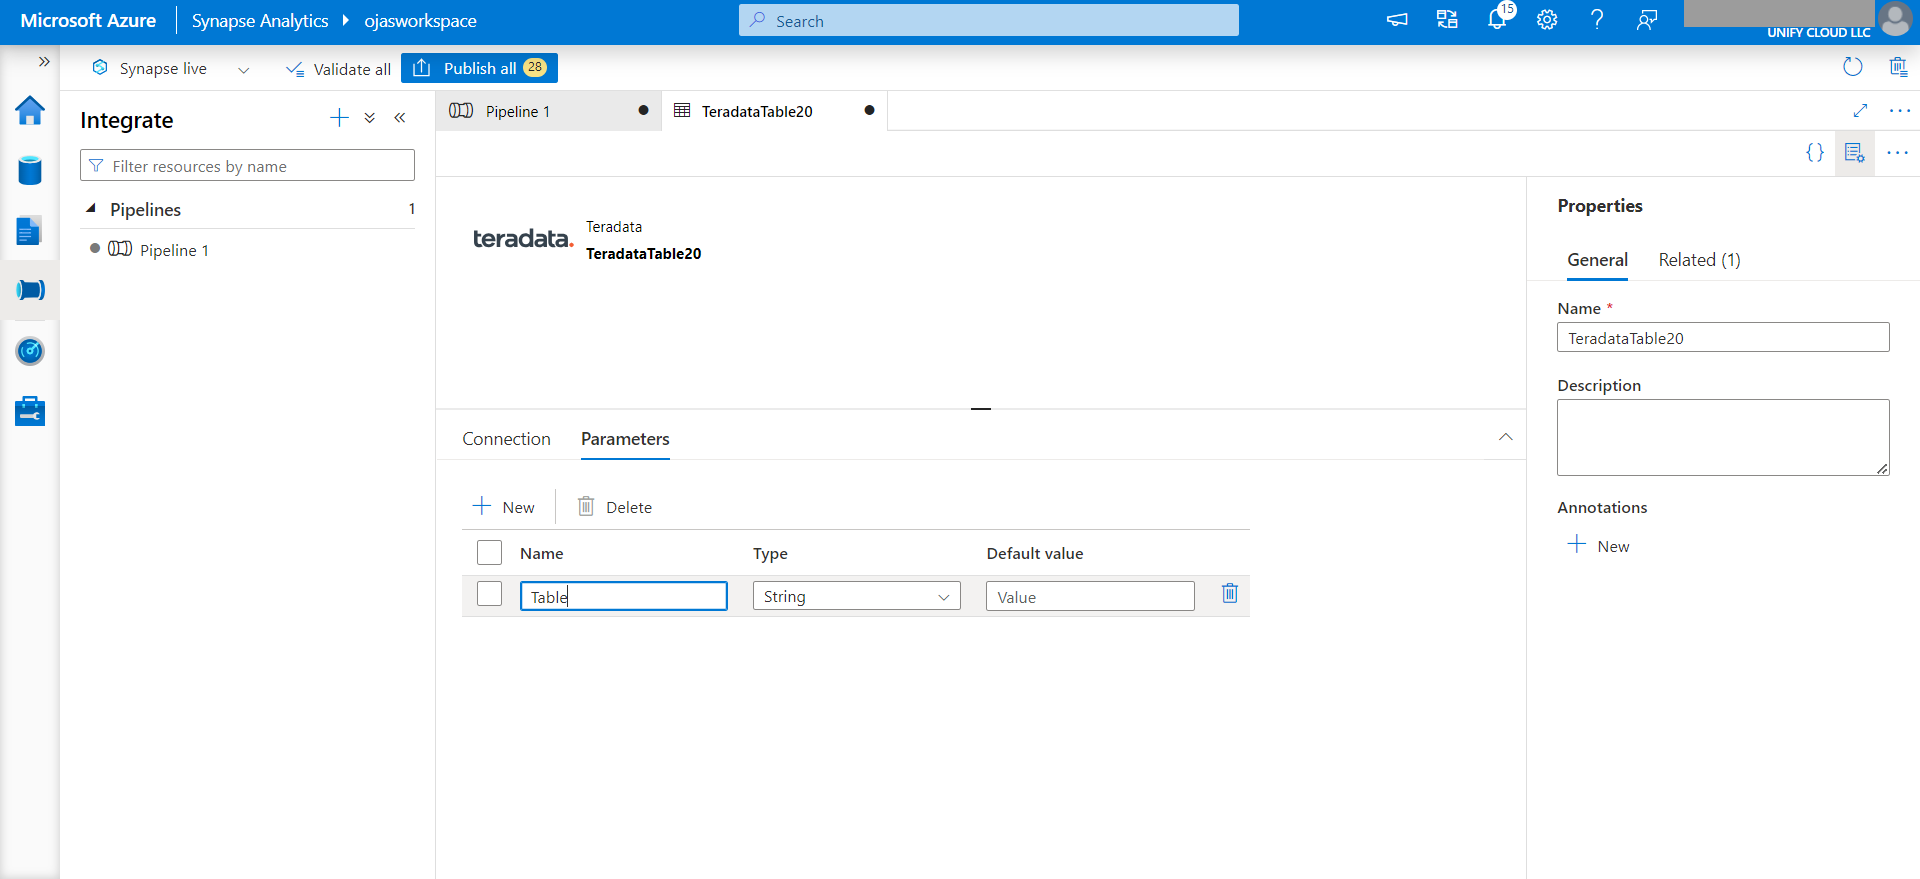 Microsoft Azure
Synapse Analytics
ojasworkspace
Search
15
UNIFY CLOUD LLC
Synapse live
Validate all
Publish all
28
Integrate
Filter resources by name
Pipelines
1
Pipeline 1
Pipeline 1
TeradataTable20
{}
teradata.
Teradata
TeradataTable20
Connection
Parameters
New
Delete
Name
Type
Default value
Table
String
Value
Properties
General
Related (1)
Name *
TeradataTable20
Description
Annotations
New